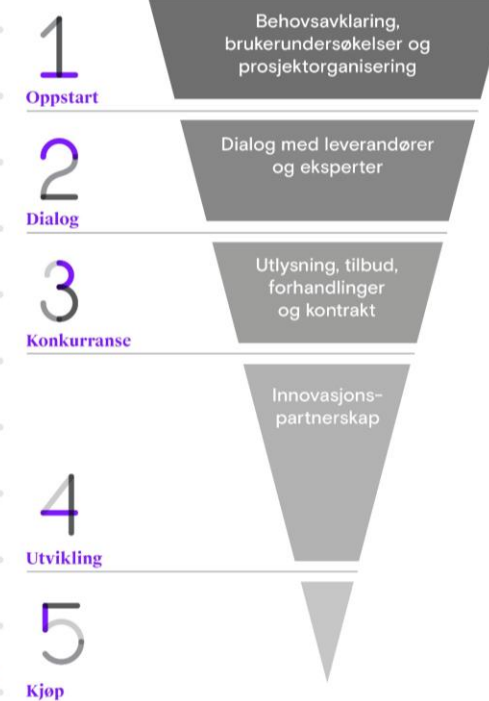 1
Oppstart
Behovsavklaring,
brukerundersøkelser og
prosjektorganisering
2
Dialog
Dialog med leverandører
og eksperter
3
Konkurranse
Utlysning, tilbud,
forhandlinger
og kontrakt
4
Utvikling
Innovasjons-
partnerskap
5
Kjøp